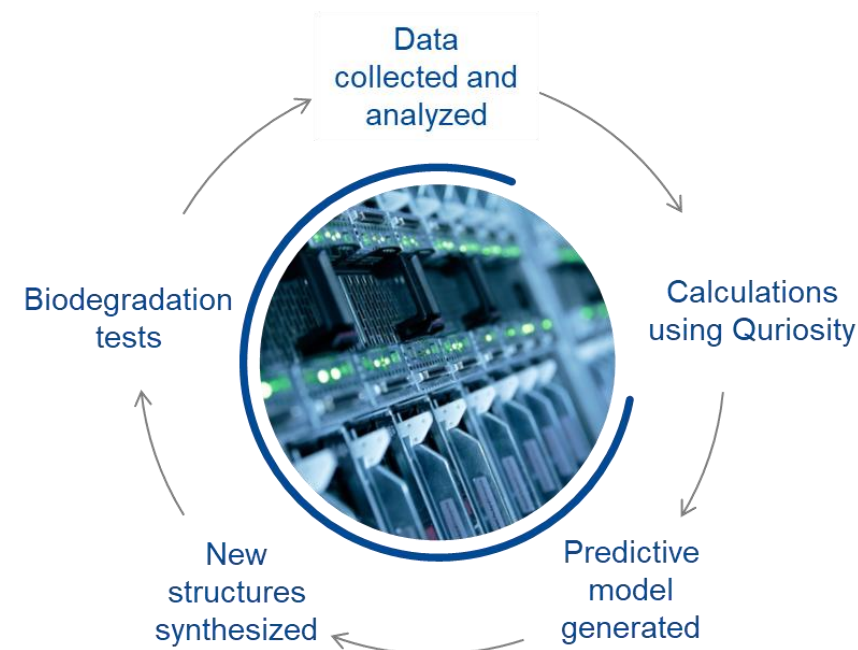 Data
collected and
analyzed
Calculations
using Quriosity
Predictive
model
generated
New
structures
synthesized
Biodegradation
tests